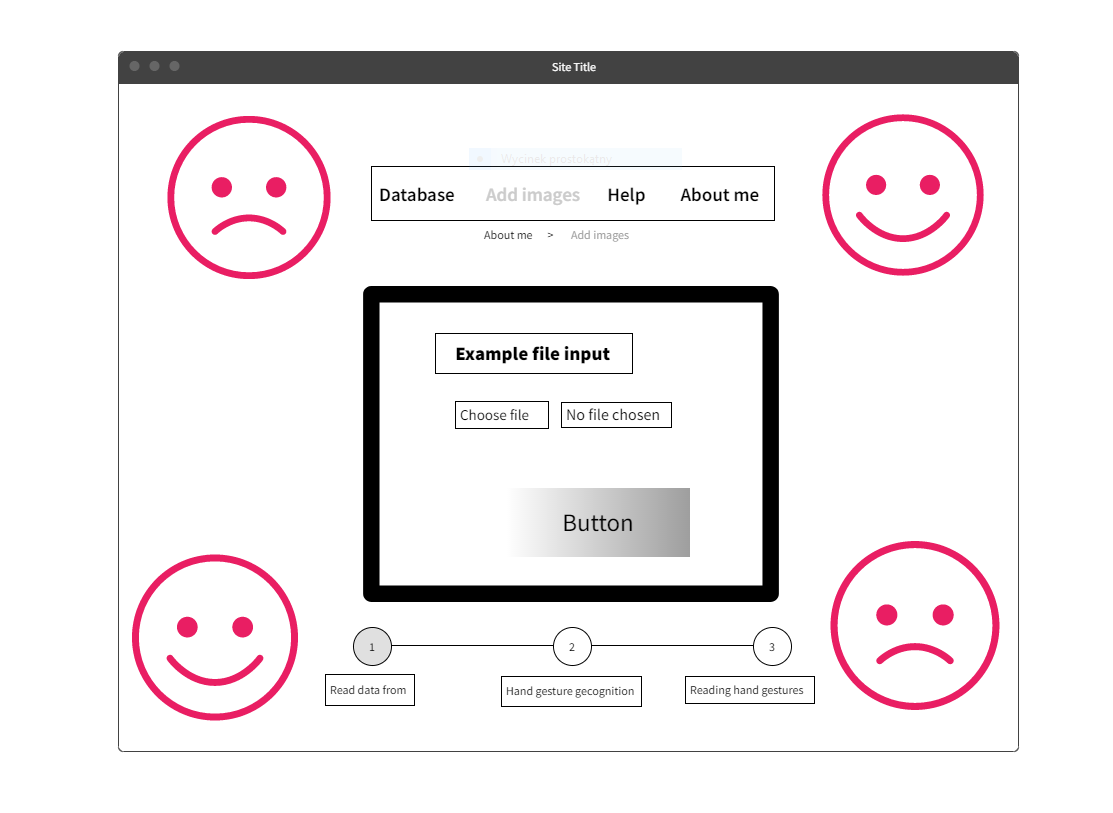 Site Title
Wycinek prostokątny
Database Add images Help About me
About me > Add images
Example file input
Choose file No file chosen
Button
1 2 3
Read data from Hand gesture gecognition Reading hand gestures